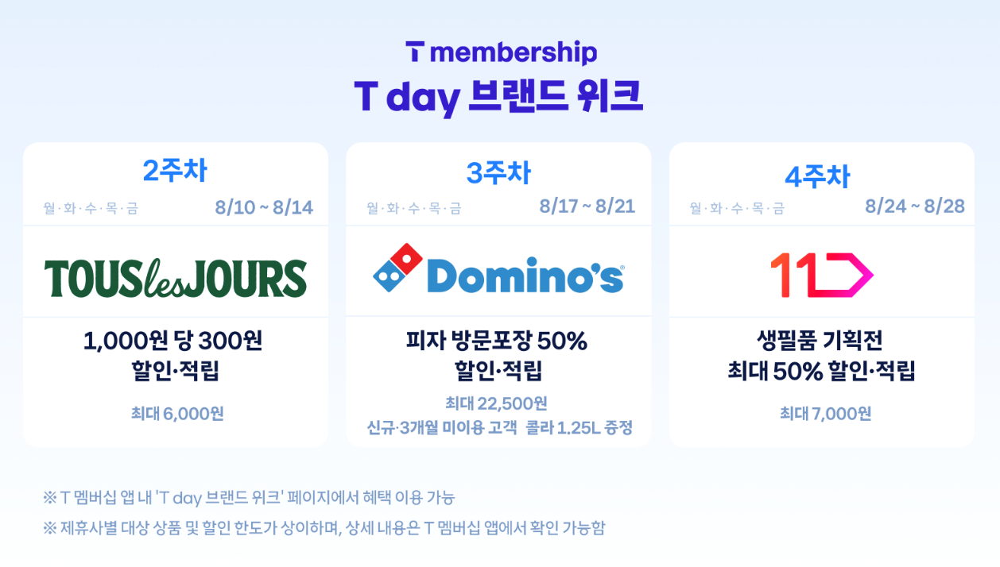 T membership
T day 브랜드 위크
2주차
월·화·수·목·금 8/10 ~ 8/14
TOUS les JOURS
1,000원 당 300원
할인·적립
최대 6,000원
3주차
월·화·수·목·금 8/17 ~ 8/21
Domino's®
피자 방문포장 50%
할인·적립
최대 22,500원
신규·3개월 미이용 고객 콜라 1.25L 증정
4주차
월·화·수·목·금 8/24 ~ 8/28
11
생필품 기획전
최대 50% 할인·적립
최대 7,000원
※ T 멤버십 앱 내 'T day 브랜드 위크' 페이지에서 혜택 이용 가능
※ 제휴사별 대상 상품 및 할인 한도가 상이하며, 상세 내용은 T 멤버십 앱에서 확인 가능함